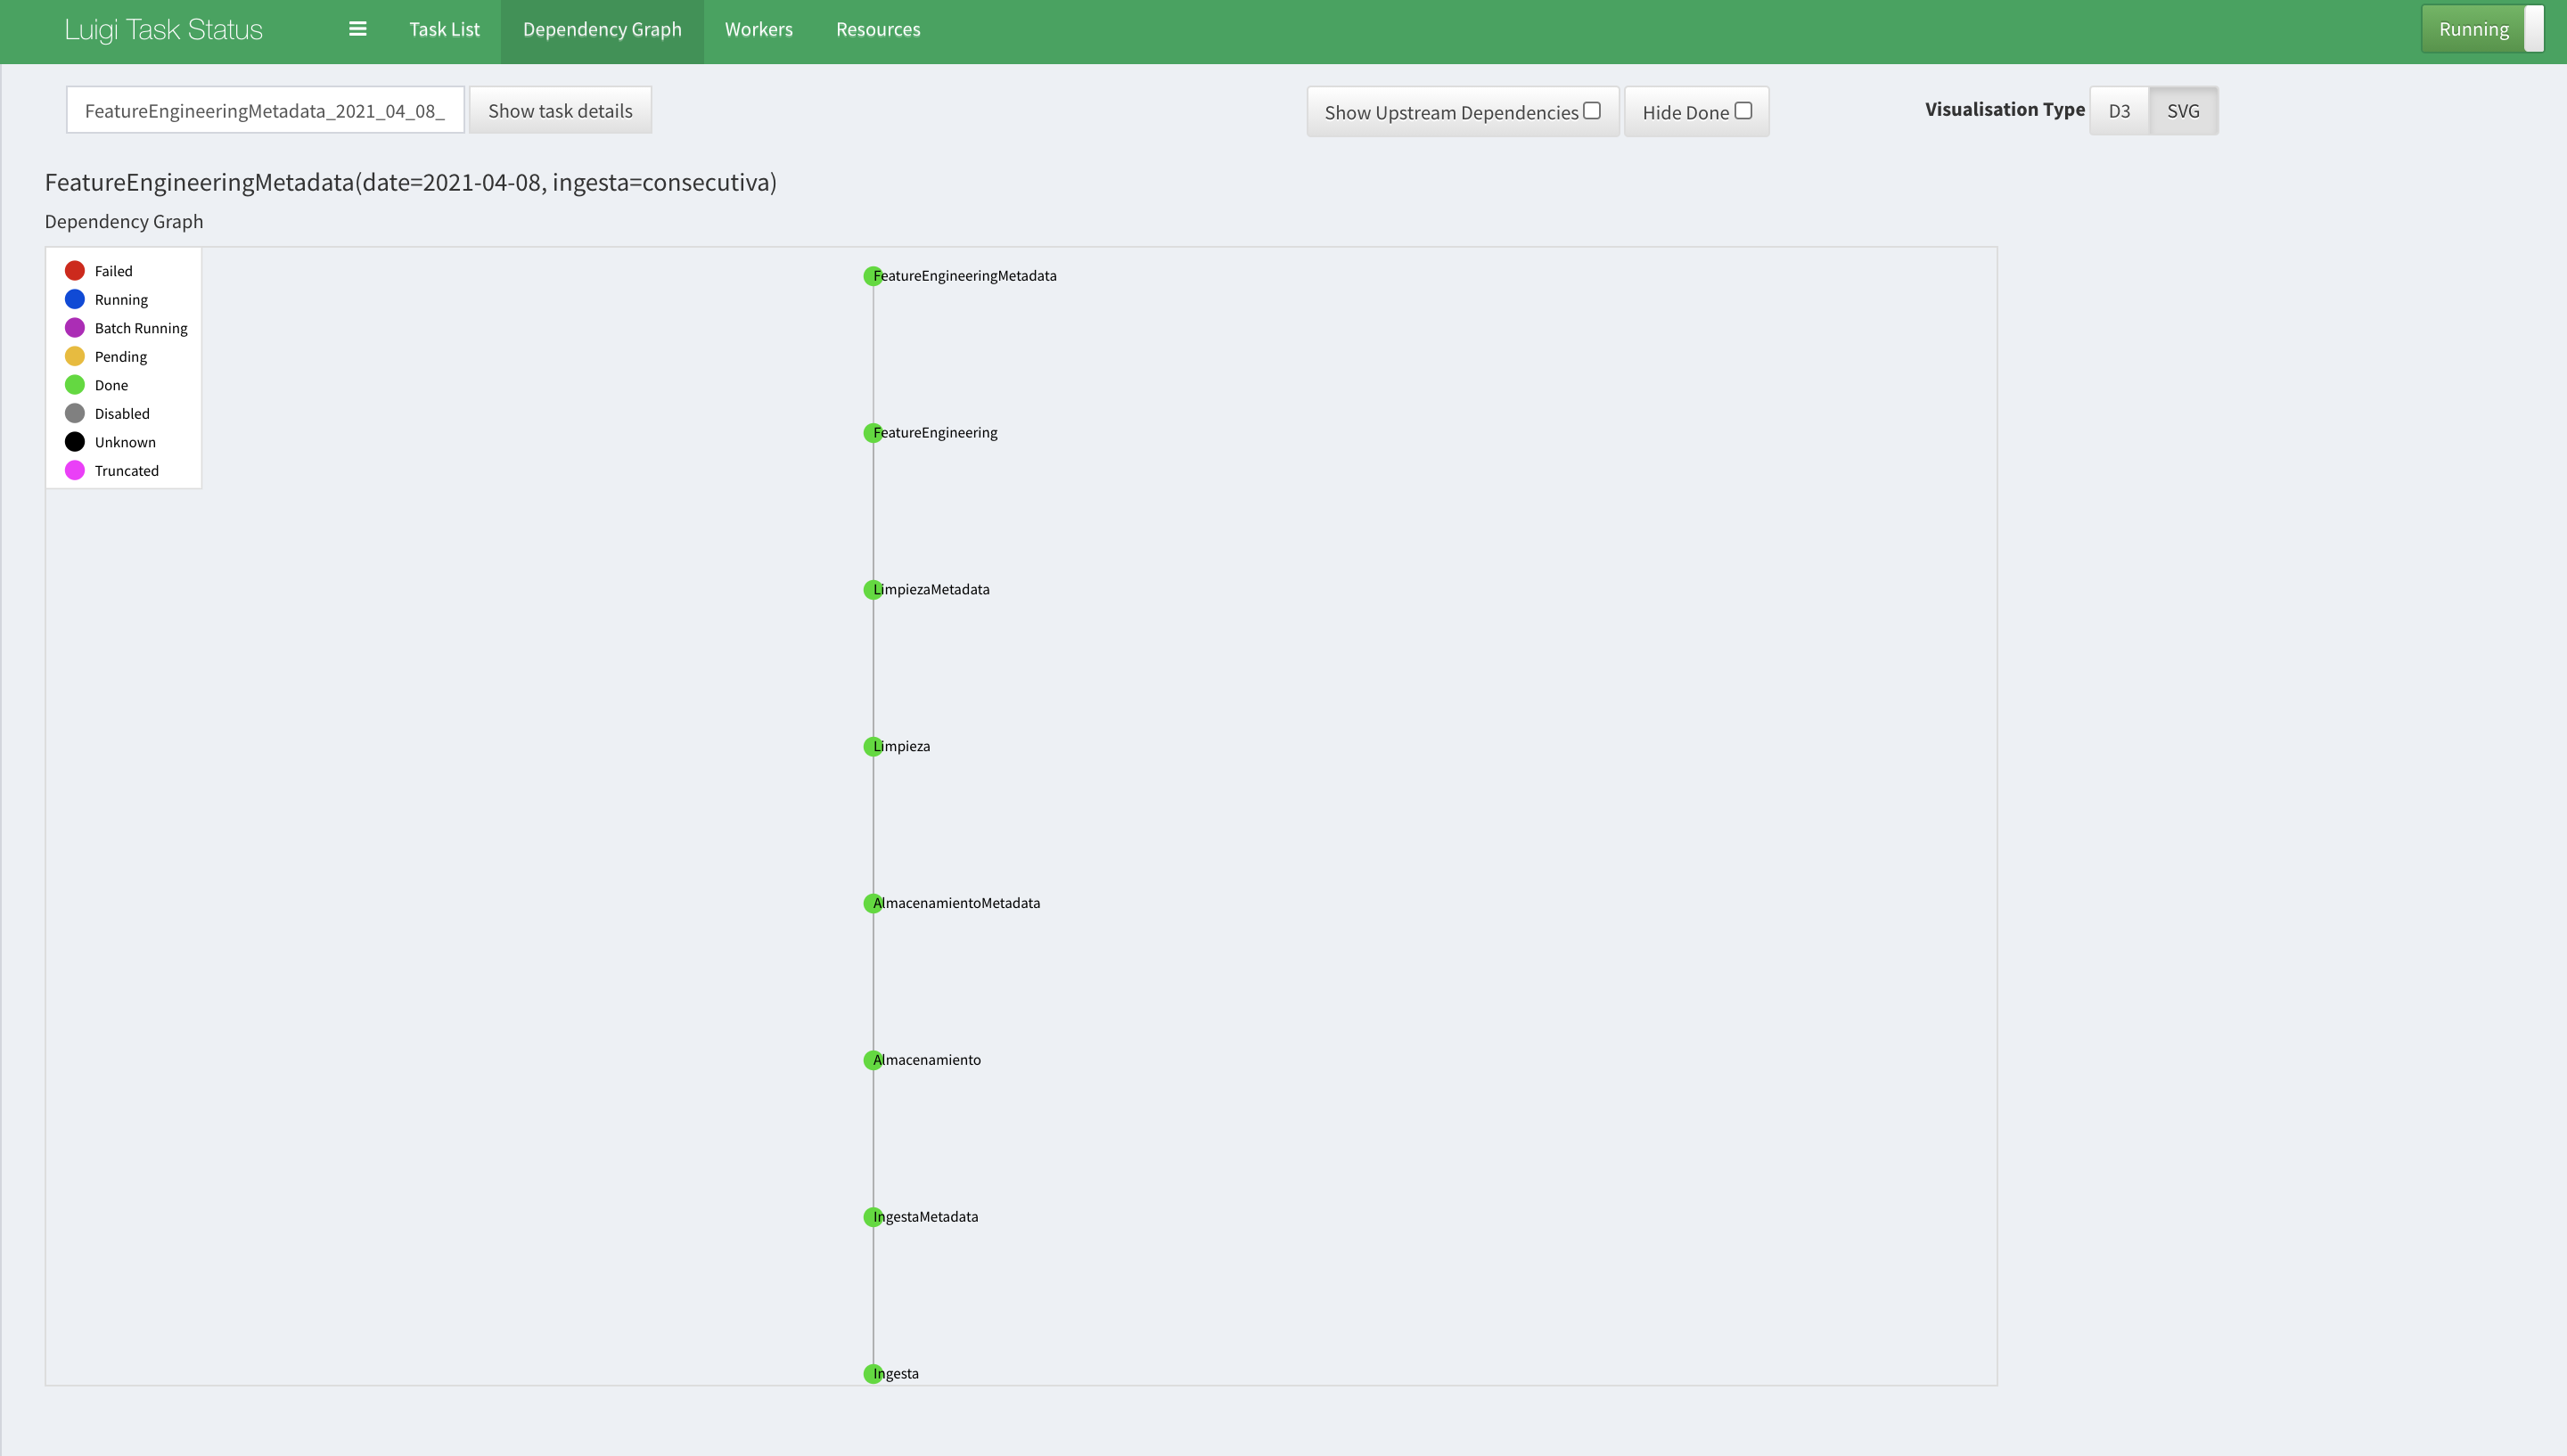 Luigi Task Status
Task List
Dependency Graph
Workers
Resources
Running
FeatureEngineeringMetadata_2021_04_08_
Show task details
Show Upstream Dependencies
Hide Done
Visualisation Type
D3
SVG
FeatureEngineeringMetadata(date=2021-04-08, ingesta=consecutiva)
Dependency Graph
Failed
Running
Batch Running
Pending
Done
Disabled
Unknown
Truncated
FeatureEngineeringMetadata
FeatureEngineering
LimpiezaMetadata
Limpieza
AlmacenamientoMetadata
Almacenamiento
IngestaMetadata
Ingesta